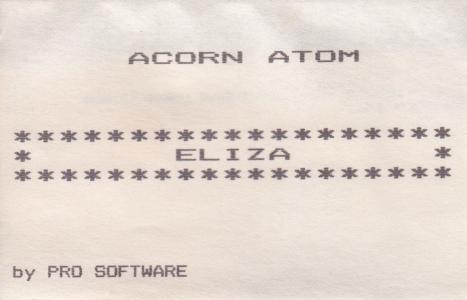 ACORN ATOM
* * * * * * * * * * * * * * * * * * *
* ELIZA *
* * * * * * * * * * * * * * * * * * *
by PRO SOFTWARE